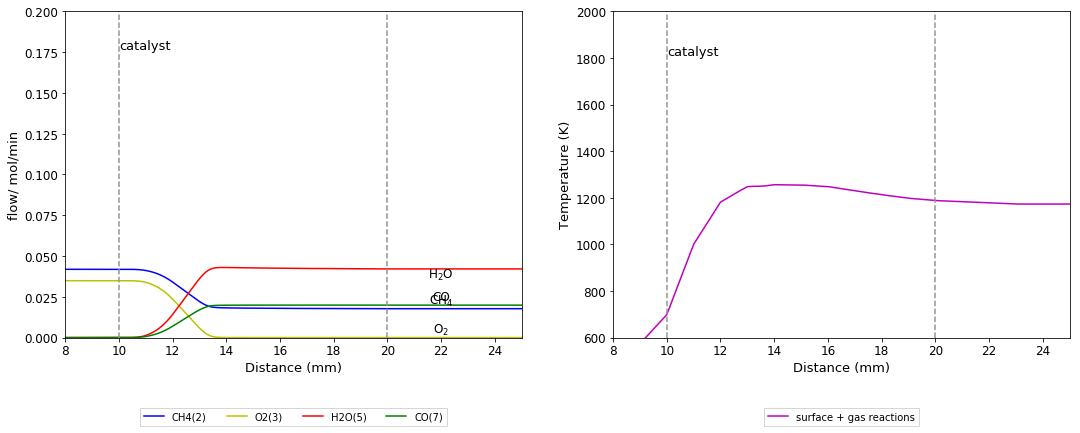 0.200
0.175
0.150
0.125
0.100
0.075
0.050
0.025
0.000
flow/ mol/min
catalyst
H₂O
CO
CH₄
O₂
8 10 12 14 16 18 20 22 24
Distance (mm)
CH4(2) O2(3) H2O(5) CO(7)
2000
1800
1600
1400
1200
1000
800
600
Temperature (K)
catalyst
8 10 12 14 16 18 20 22 24
Distance (mm)
surface + gas reactions